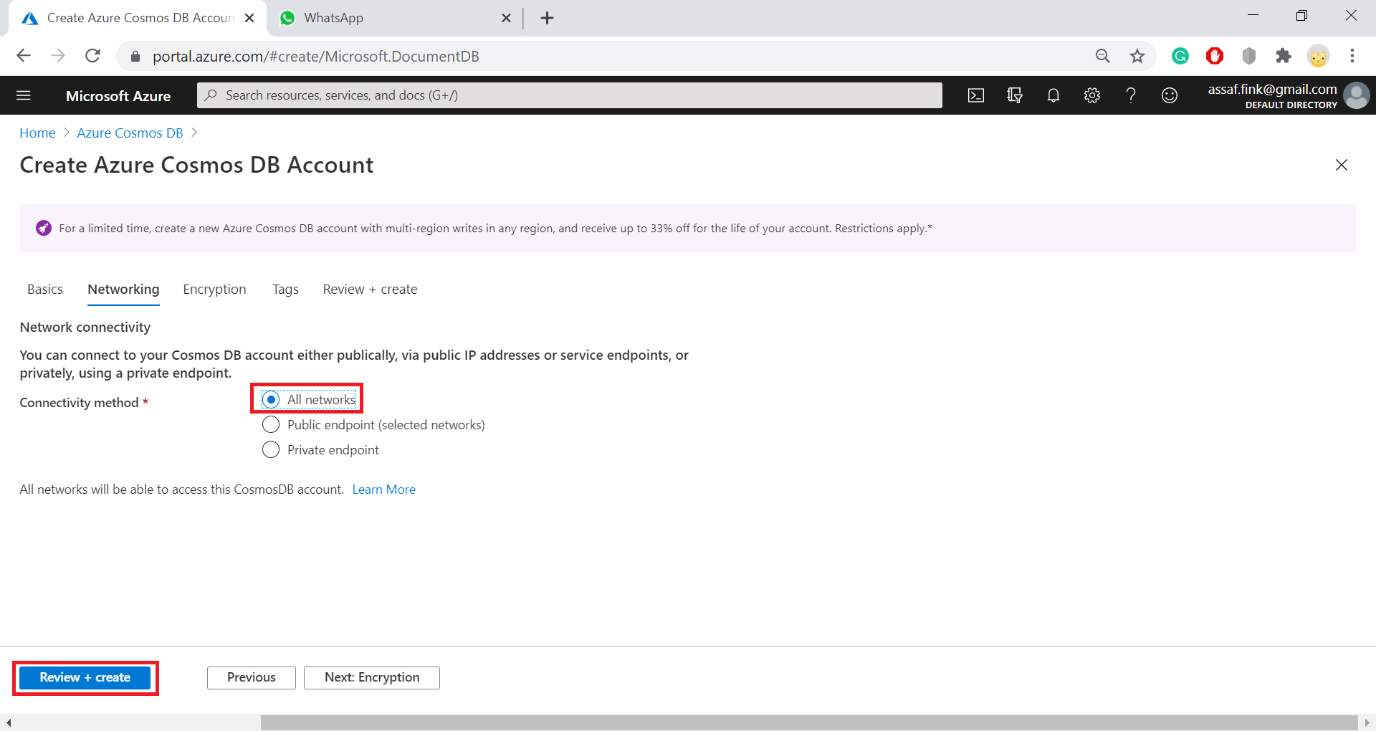 Create Azure Cosmos DB Accoun
WhatsApp
portal.azure.com/#create/Microsoft.DocumentDB
Microsoft Azure
Search resources, services, and docs (G+/)
assaf.fink@gmail.com
DEFAULT DIRECTORY
Home > Azure Cosmos DB >
Create Azure Cosmos DB Account
For a limited time, create a new Azure Cosmos DB account with multi-region writes in any region, and receive up to 33% off for the life of your account. Restrictions apply.*
Basics Networking Encryption Tags Review + create
Network connectivity
You can connect to your Cosmos DB account either publically, via public IP addresses or service endpoints, or
privately, using a private endpoint.
Connectivity method *
All networks
Public endpoint (selected networks)
Private endpoint
All networks will be able to access this CosmosDB account. Learn More
Review + create Previous Next: Encryption